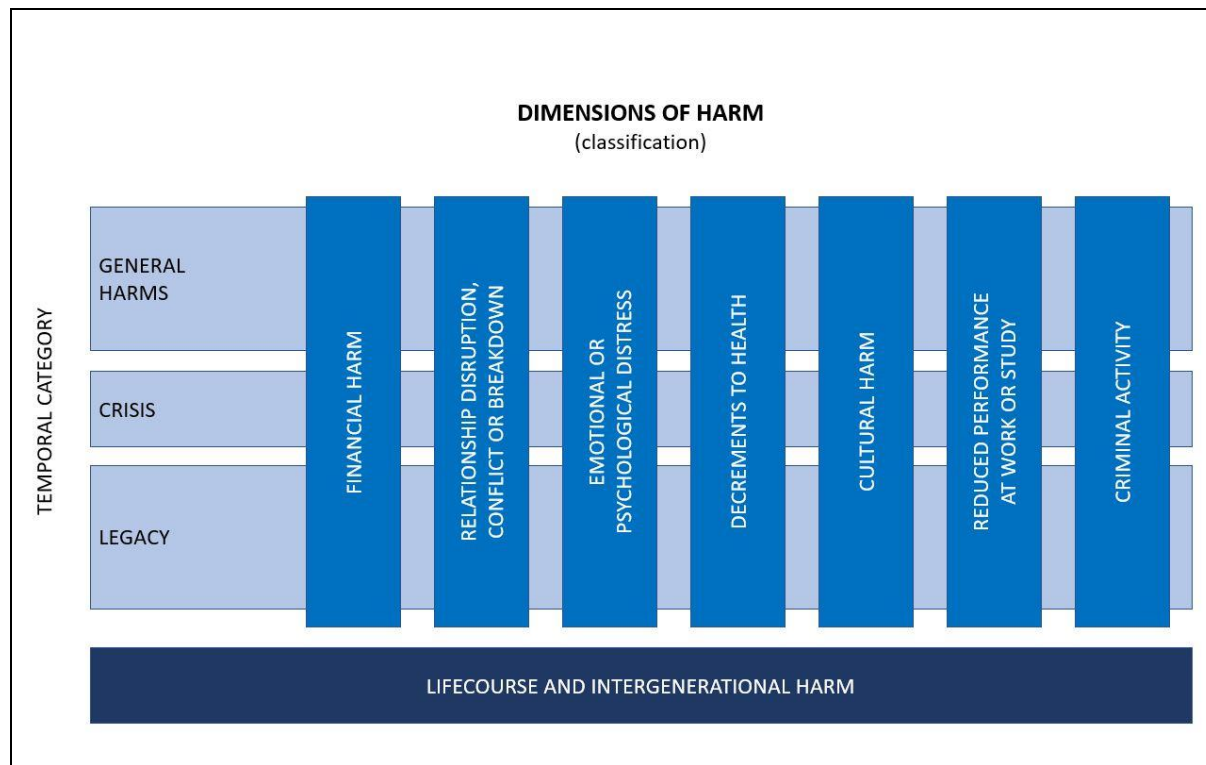 DIMENSIONS OF HARM
(classification)
TEMPORAL CATEGORY
GENERAL
HARMS
CRISIS
LEGACY
FINANCIAL HARM
RELATIONSHIP DISRUPTION,
CONFLICT OR BREAKDOWN
EMOTIONAL OR
PSYCHOLOGICAL DISTRESS
DECREMENTS TO HEALTH
CULTURAL HARM
REDUCED PERFORMANCE
AT WORK OR STUDY
CRIMINAL ACTIVITY
LIFECOURSE AND INTERGENERATIONAL HARM